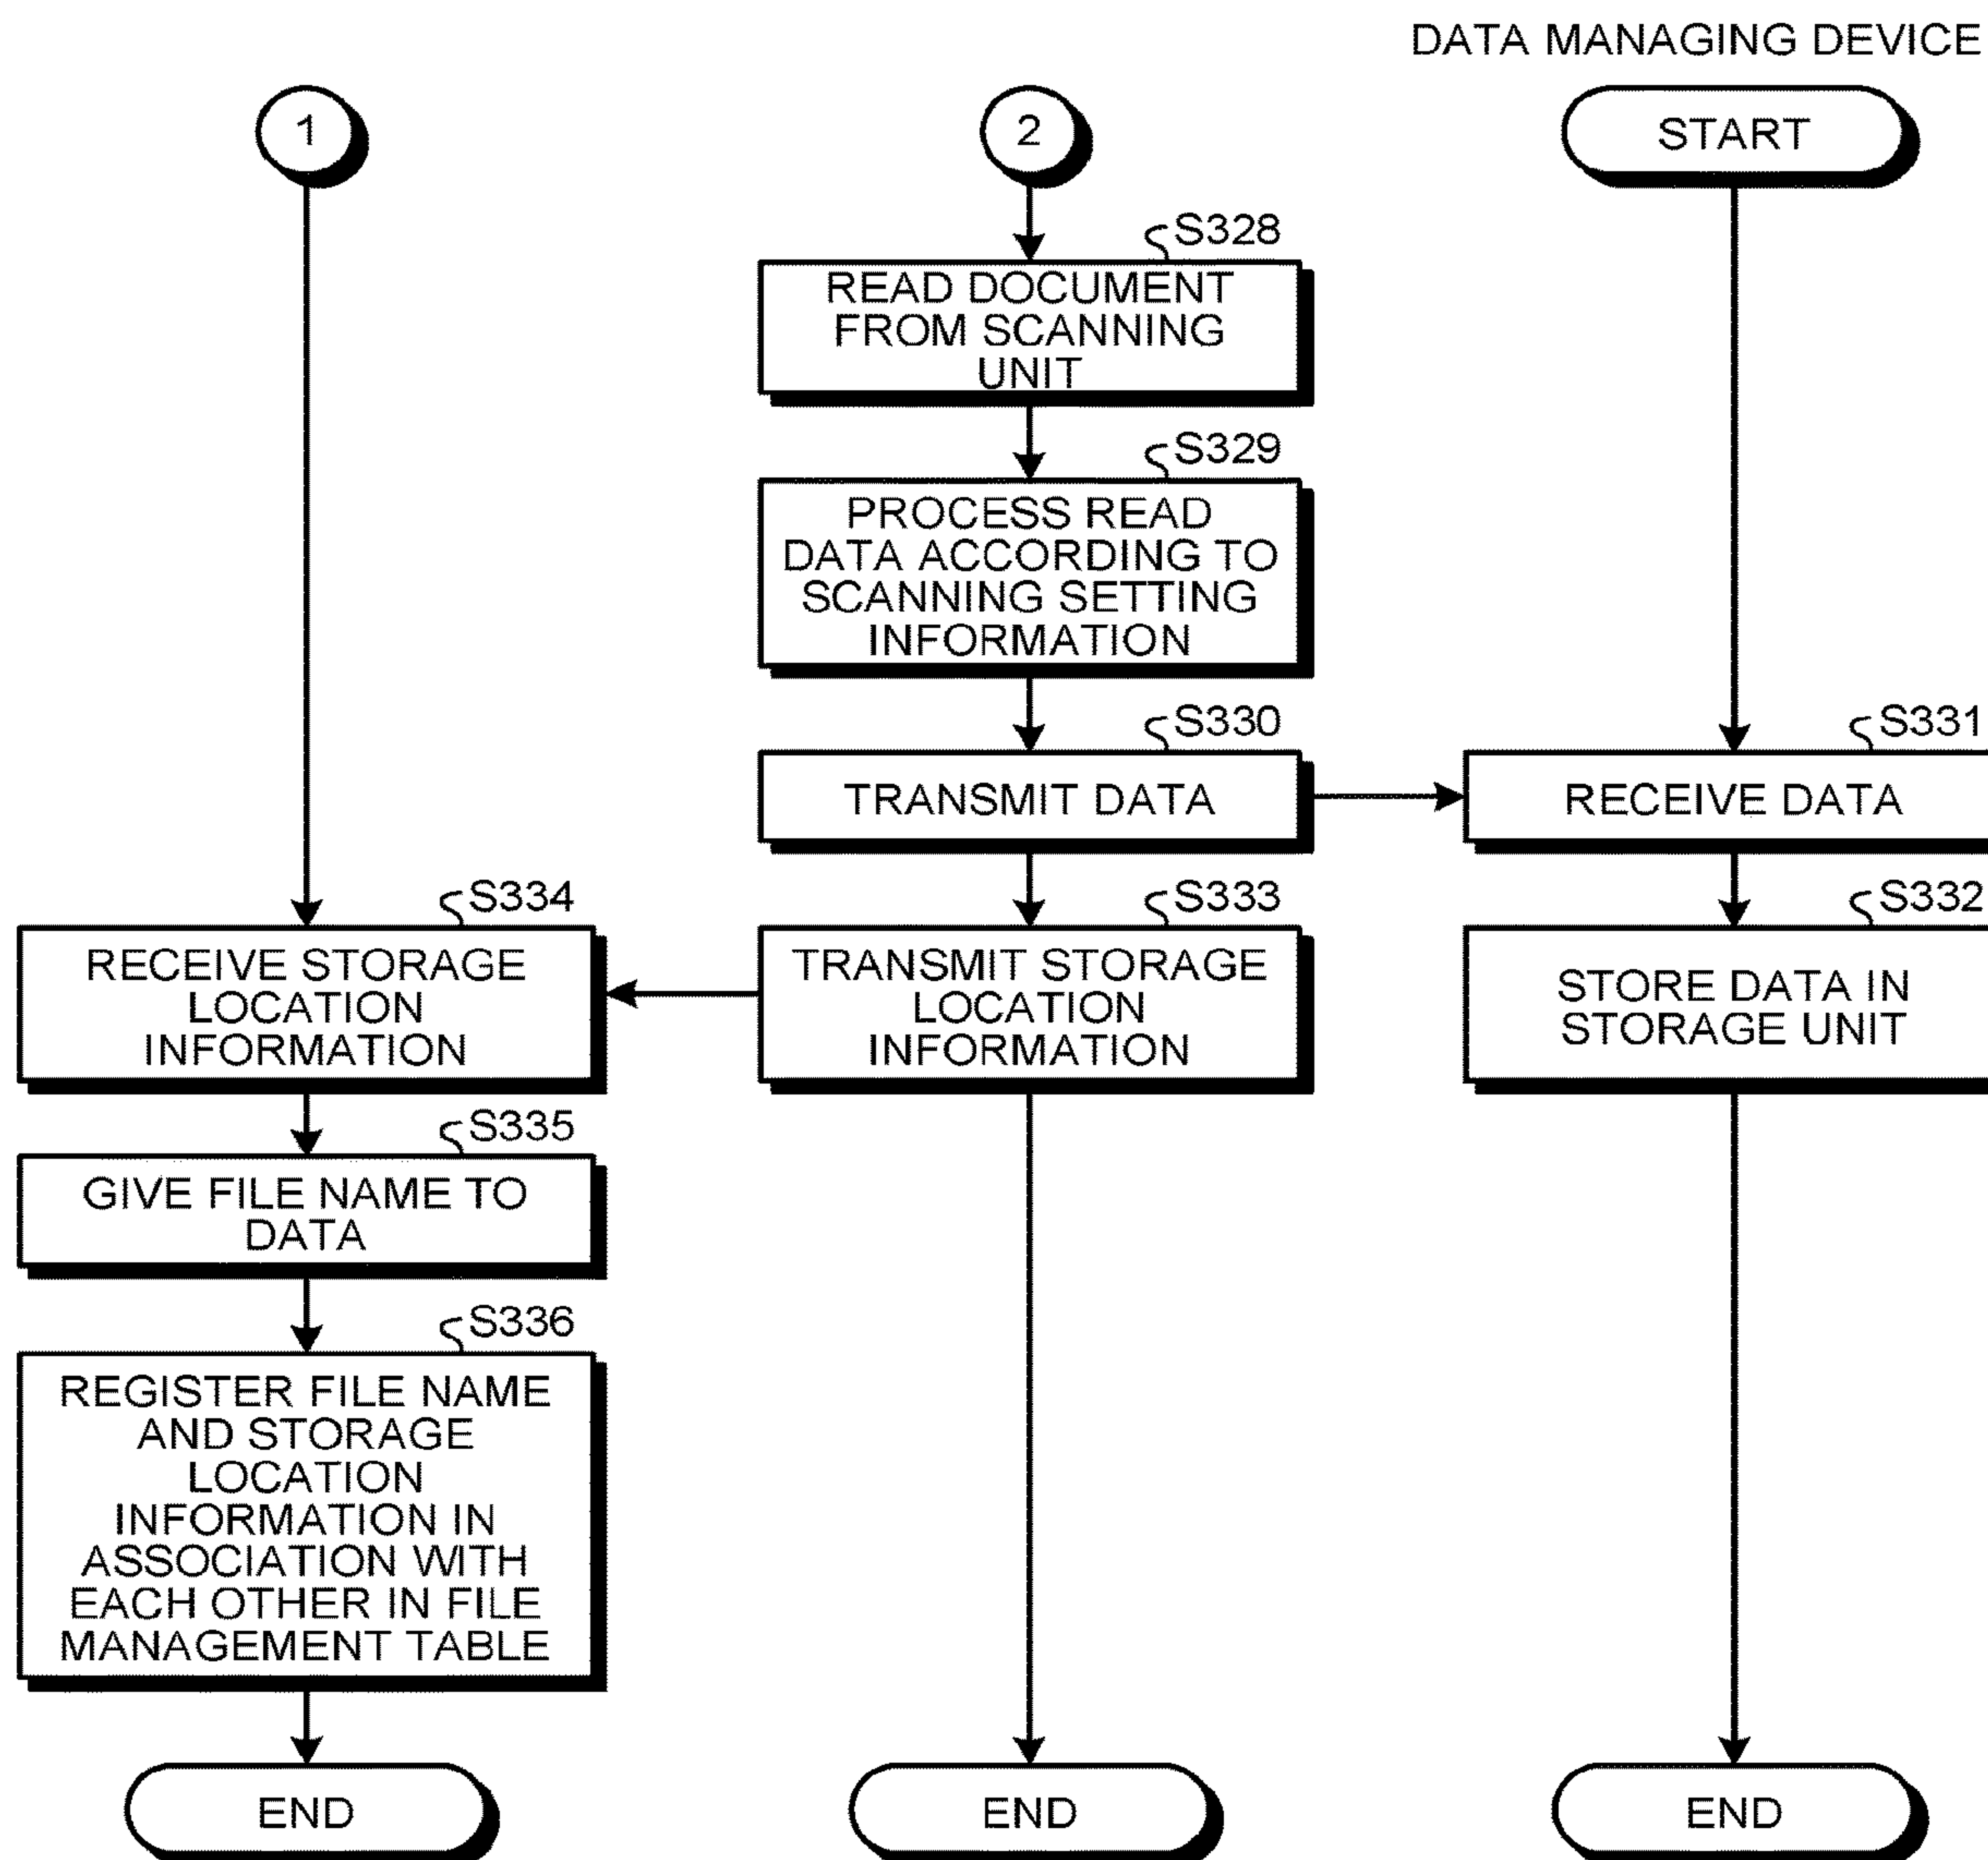 DATA MANAGING DEVICE
1
2
START
S328
READ DOCUMENT
FROM SCANNING
UNIT
S329
PROCESS READ
DATA ACCORDING TO
SCANNING SETTING
INFORMATION
S330
TRANSMIT DATA
S331
RECEIVE DATA
S334
RECEIVE STORAGE
LOCATION
INFORMATION
S333
TRANSMIT STORAGE
LOCATION
INFORMATION
S332
STORE DATA IN
STORAGE UNIT
S335
GIVE FILE NAME TO
DATA
S336
REGISTER FILE NAME
AND STORAGE
LOCATION
INFORMATION IN
ASSOCIATION WITH
EACH OTHER IN FILE
MANAGEMENT TABLE
END
END
END